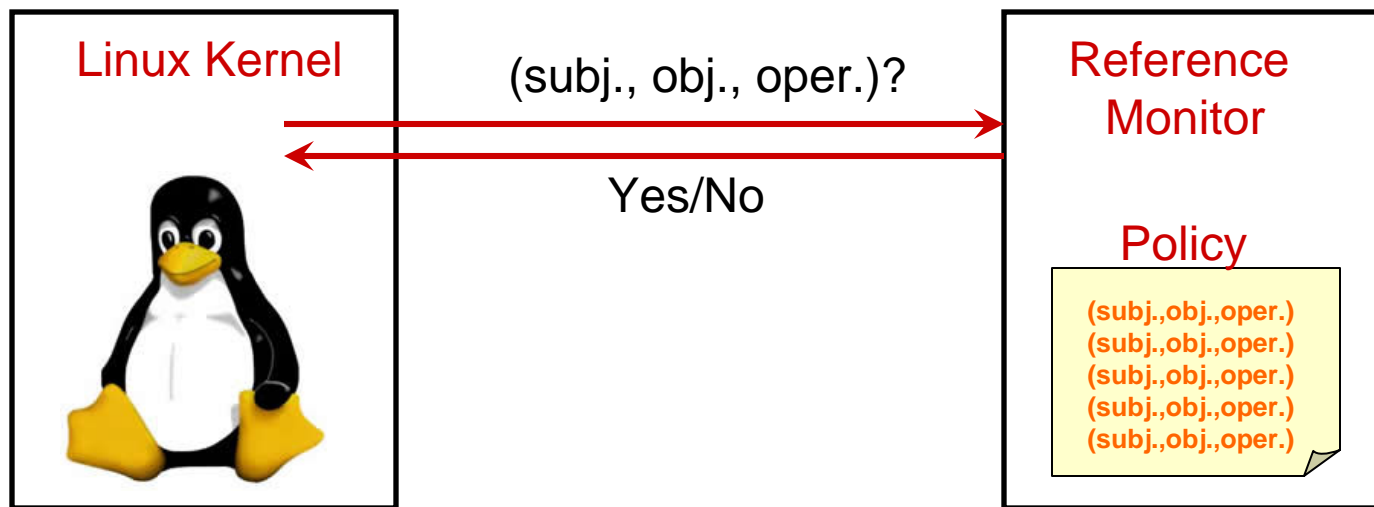 Linux Kernel
(subj., obj., oper.)?
Yes/No
Reference
Monitor
Policy
(subj.,obj.,oper.)
(subj.,obj.,oper.)
(subj.,obj.,oper.)
(subj.,obj.,oper.)
(subj.,obj.,oper.)